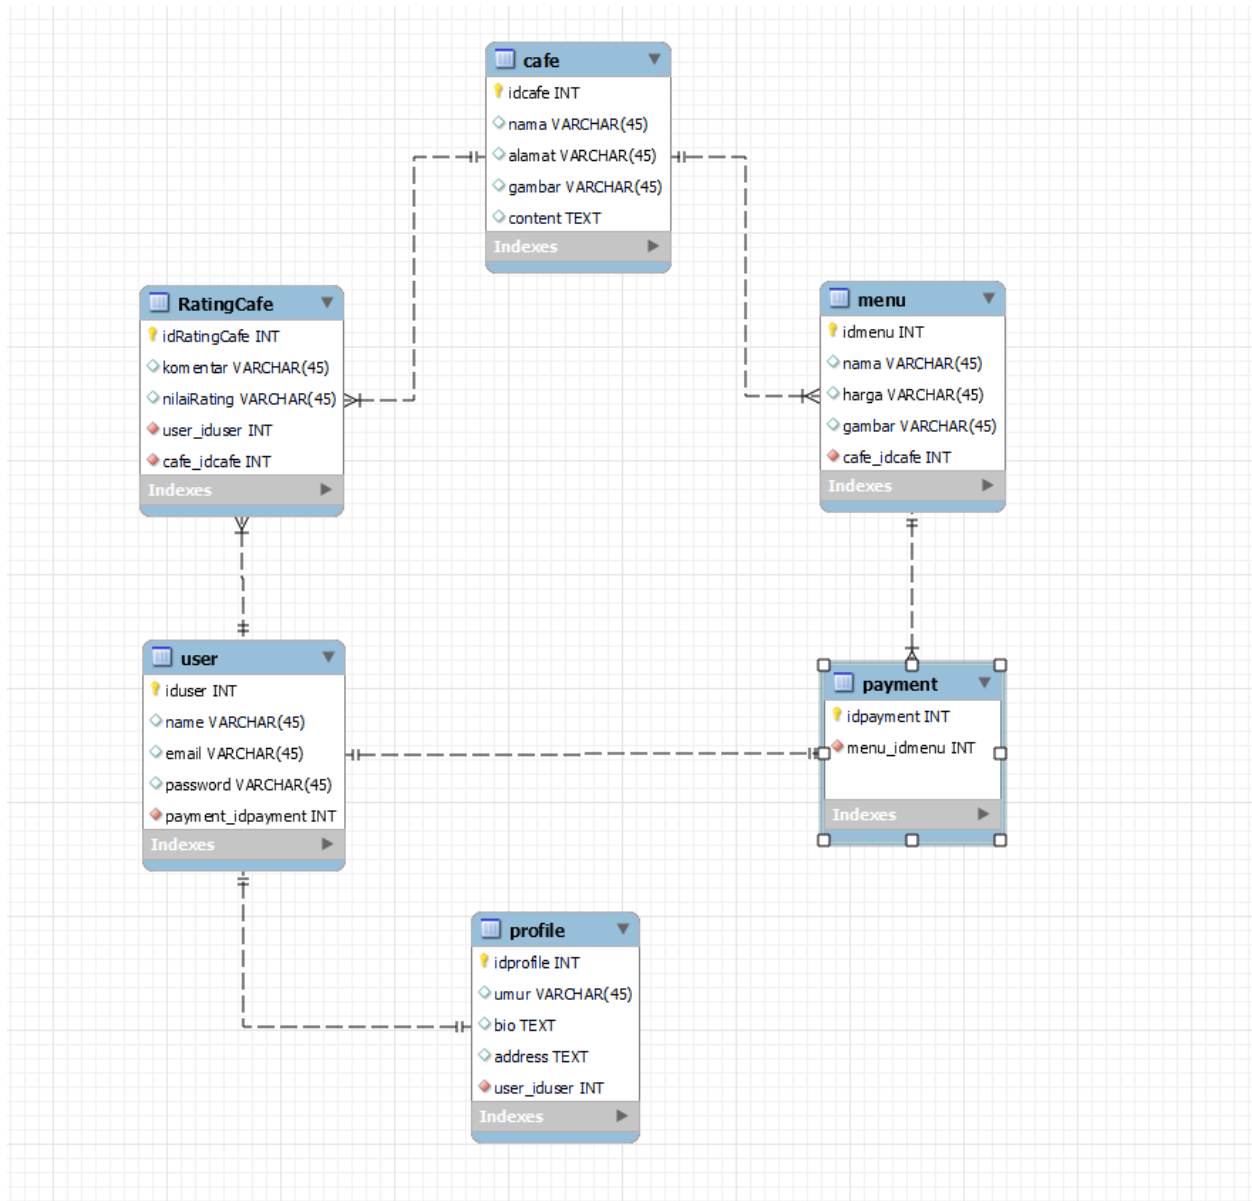 cafe
idcafe INT
nama VARCHAR(45)
alamat VARCHAR(45)
gambar VARCHAR(45)
content TEXT
Indexes
RatingCafe
idRatingCafe INT
komentar VARCHAR(45)
nilaiRating VARCHAR(45)
user_iduser INT
cafe_idcafe INT
Indexes
menu
idmenu INT
nama VARCHAR(45)
harga VARCHAR(45)
gambar VARCHAR(45)
cafe_idcafe INT
Indexes
user
iduser INT
name VARCHAR(45)
email VARCHAR(45)
password VARCHAR(45)
payment_idpayment INT
Indexes
payment
idpayment INT
menu_idmenu INT
Indexes
profile
idprofile INT
umur VARCHAR(45)
bio TEXT
address TEXT
user_iduser INT
Indexes